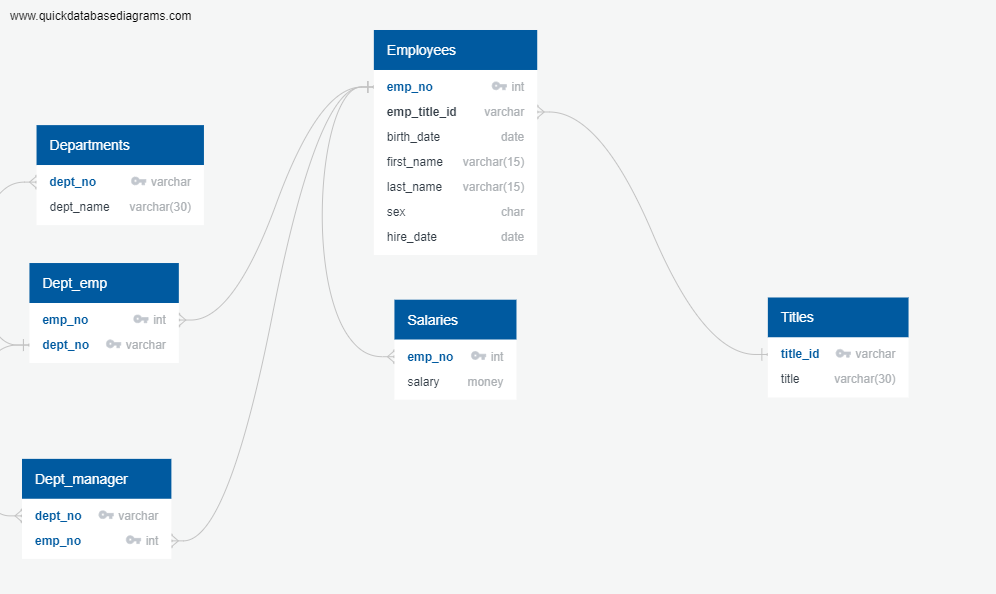 www.quickdatabasediagrams.com
Employees
emp_no int
emp_title_id varchar
birth_date date
first_name varchar(15)
last_name varchar(15)
sex char
hire_date date
Departments
dept_no varchar
dept_name varchar(30)
Dept_emp
emp_no int
dept_no varchar
Salaries
emp_no int
salary money
Titles
title_id varchar
title varchar(30)
Dept_manager
dept_no varchar
emp_no int